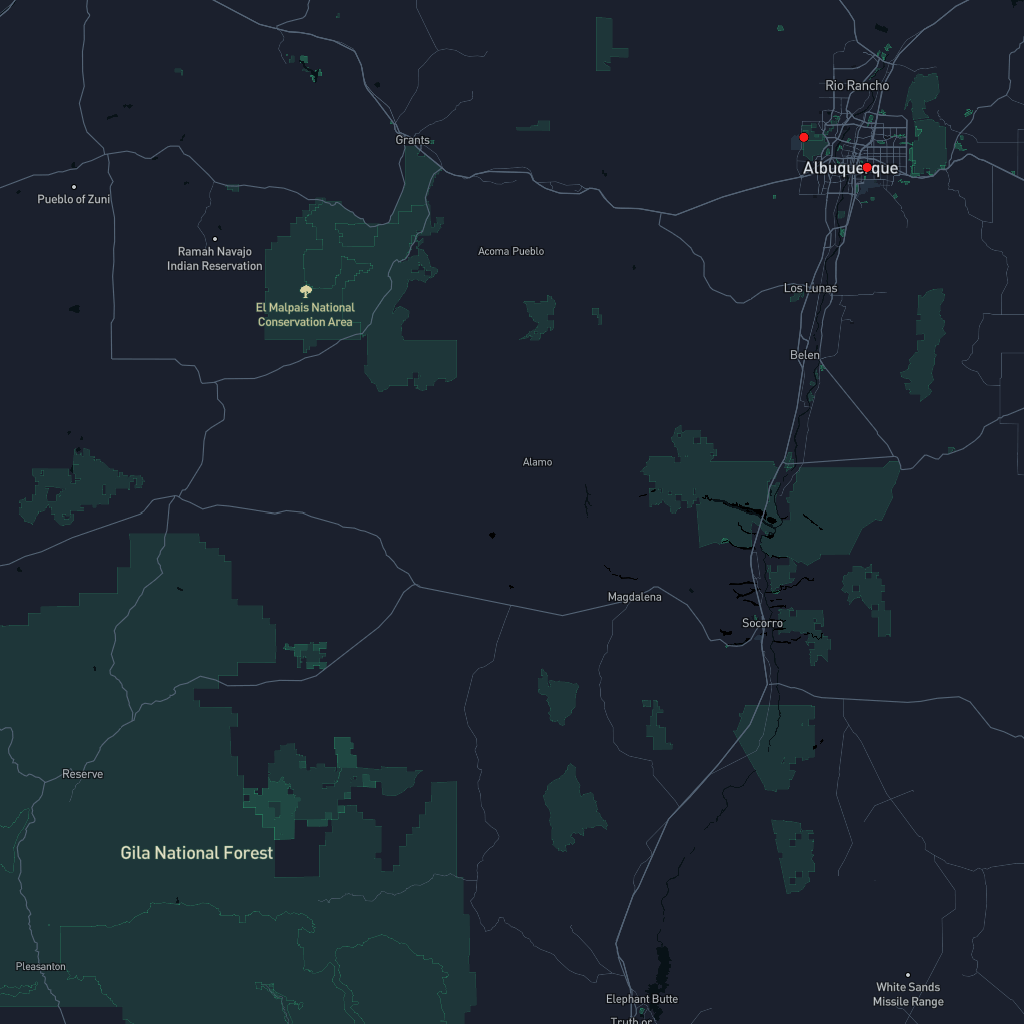 Rio Rancho
Grants
Albuquerque
Pueblo of Zuni
Ramah Navajo
Indian Reservation
Acoma Pueblo
Los Lunas
El Malpais National
Conservation Area
Belen
Alamo
Magdalena
Socorro
Reserve
Gila National Forest
Pleasanton
White Sands
Missile Range
Elephant Butte
Truth or